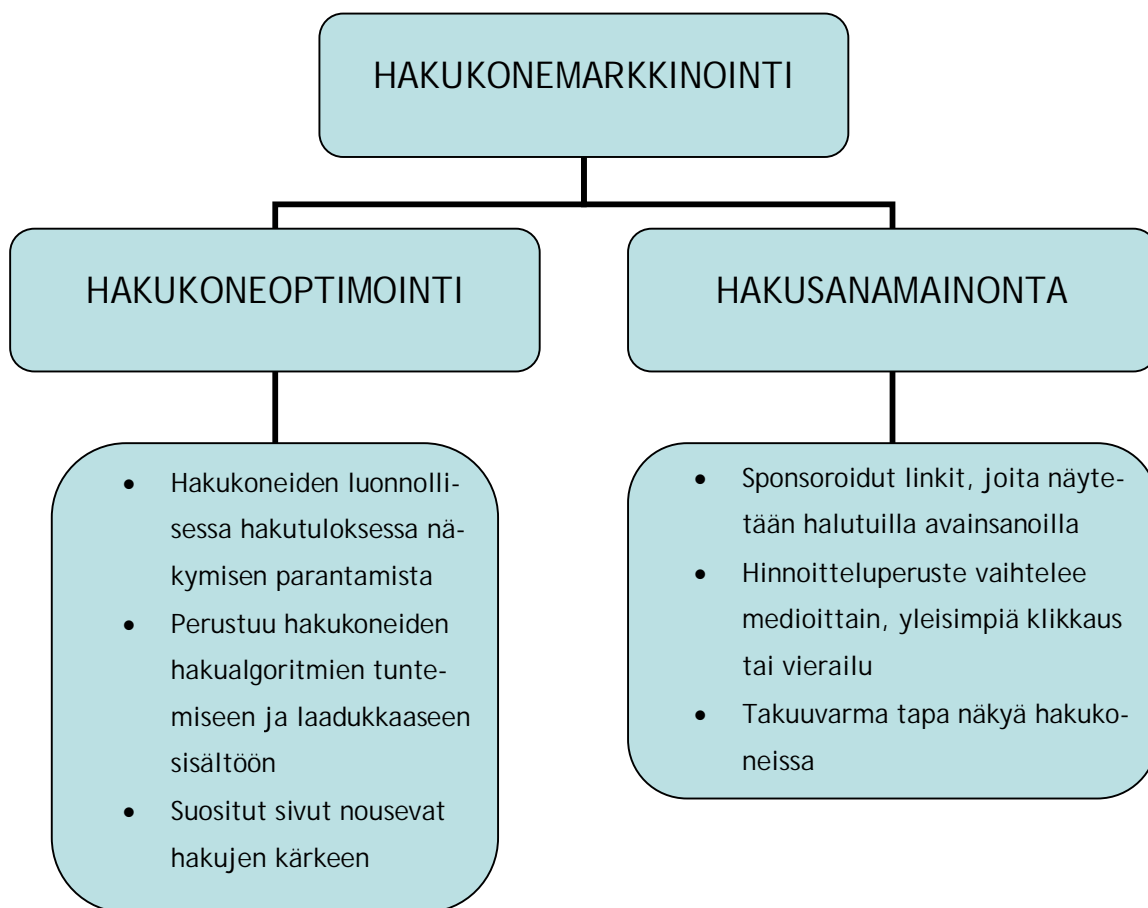 HAKUKONEMARKKINOINTI
HAKUKONEOPTIMOINTI
HAKUSANAMAINONTA
• Hakukoneiden luonnolli-
sessa hakutuloksessa nä-
kymisen parantamista
• Perustuu hakukoneiden
hakualgoritmien tunte-
miseen ja laadukkaaseen
sisältöön
• Suositut sivut nousevat
hakujen kärkeen
• Sponsoroidut linkit, joita näyte-
tään halutuilla avainsanoilla
• Hinnoitteluperuste vaihtelee
medioittain, yleisimpiä klikkaus
tai vierailu
• Takuuvarma tapa näkyä hakuko-
neissa